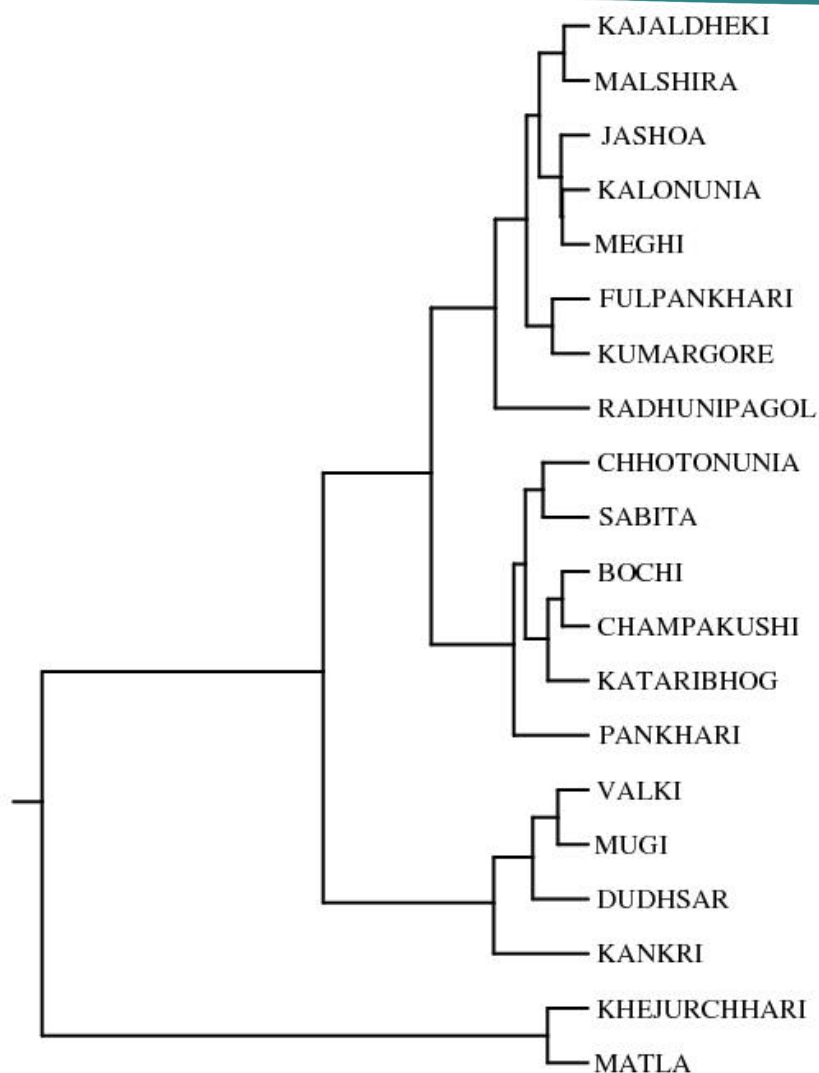 KAJALDHEKI
MALSHIRA
JASHOA
KALONUNIA
MEGHI
FULPANKHARI
KUMARGORE
RADHUNIPAGOL
CHHOTONUNIA
SABITA
BOCHI
CHAMPAKUSHI
KATARIBHOG
PANKHARI
VALKI
MUGI
DUDHSAR
KANKRI
KHEJURCHHARI
MATLA